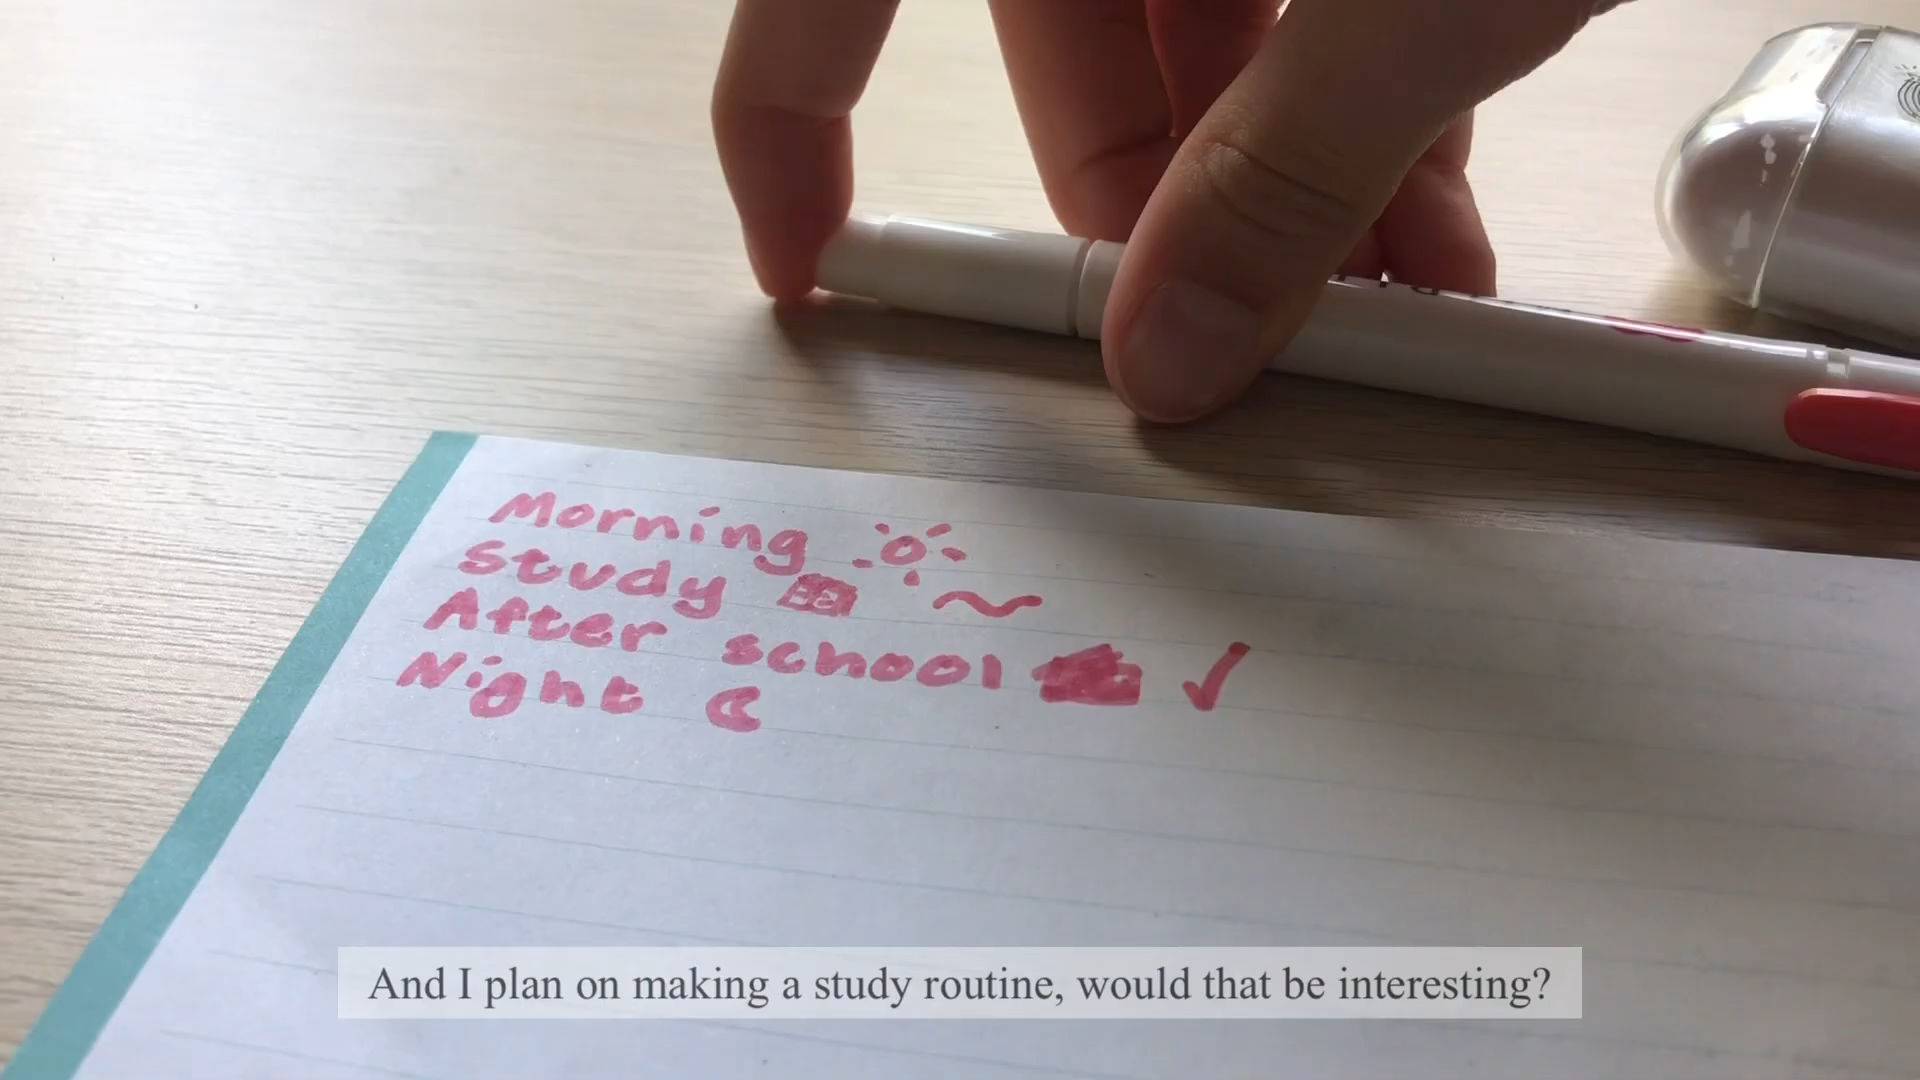 Morning
study
After school
Night
And I plan on making a study routine, would that be interesting?